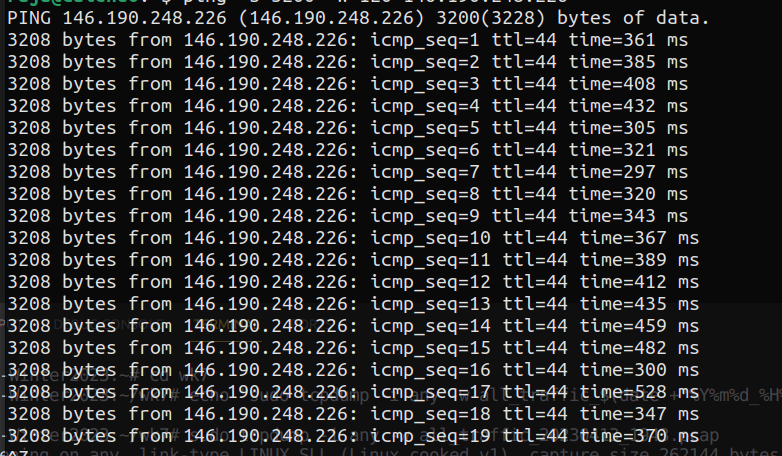 PING 146.190.248.226 (146.190.248.226) 3200(3228) bytes of data.
3208 bytes from 146.190.248.226: icmp_seq=1 ttl=44 time=361 ms
3208 bytes from 146.190.248.226: icmp_seq=2 ttl=44 time=385 ms
3208 bytes from 146.190.248.226: icmp_seq=3 ttl=44 time=408 ms
3208 bytes from 146.190.248.226: icmp_seq=4 ttl=44 time=432 ms
3208 bytes from 146.190.248.226: icmp_seq=5 ttl=44 time=305 ms
3208 bytes from 146.190.248.226: icmp_seq=6 ttl=44 time=321 ms
3208 bytes from 146.190.248.226: icmp_seq=7 ttl=44 time=297 ms
3208 bytes from 146.190.248.226: icmp_seq=8 ttl=44 time=320 ms
3208 bytes from 146.190.248.226: icmp_seq=9 ttl=44 time=343 ms
3208 bytes from 146.190.248.226: icmp_seq=10 ttl=44 time=367 ms
3208 bytes from 146.190.248.226: icmp_seq=11 ttl=44 time=389 ms
3208 bytes from 146.190.248.226: icmp_seq=12 ttl=44 time=412 ms
3208 bytes from 146.190.248.226: icmp_seq=13 ttl=44 time=435 ms
3208 bytes from 146.190.248.226: icmp_seq=14 ttl=44 time=459 ms
3208 bytes from 146.190.248.226: icmp_seq=15 ttl=44 time=482 ms
3208 bytes from 146.190.248.226: icmp_seq=16 ttl=44 time=300 ms
3208 bytes from 146.190.248.226: icmp_seq=17 ttl=44 time=528 ms
3208 bytes from 146.190.248.226: icmp_seq=18 ttl=44 time=347 ms
3208 bytes from 146.190.248.226: icmp_seq=19 ttl=44 time=370 ms